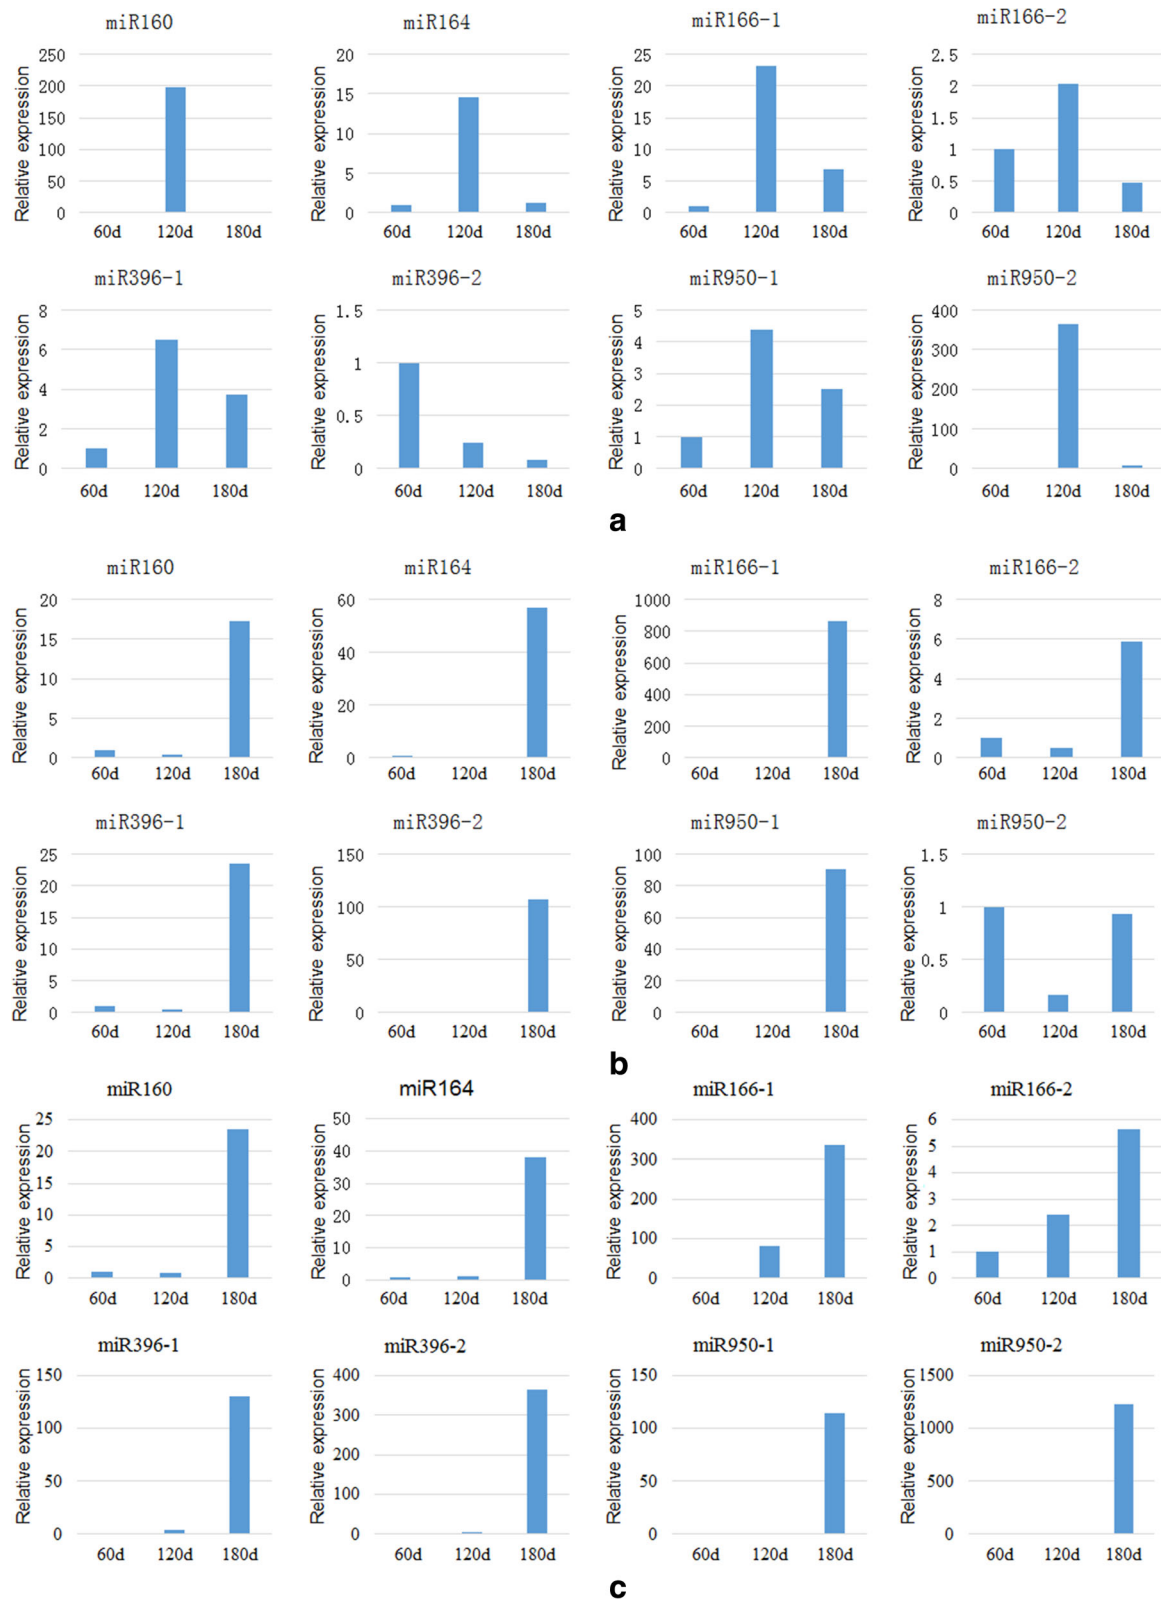 miR160
Relative expression
250
200
150
100
50
0
60d 120d 180d
miR164
Relative expression
20
15
10
5
0
60d 120d 180d
miR166-1
Relative expression
25
20
15
10
5
0
60d 120d 180d
miR166-2
Relative expression
2.5
2
1.5
1
0.5
0
60d 120d 180d
miR396-1
Relative expression
8
6
4
2
0
60d 120d 180d
miR396-2
Relative expression
1.5
1
0.5
0
60d 120d 180d
miR950-1
Relative expression
5
4
3
2
1
0
60d 120d 180d
miR950-2
Relative expression
400
300
200
100
0
60d 120d 180d
a
miR160
Relative expression
20
15
10
5
0
60d 120d 180d
miR164
Relative expression
60
40
20
0
60d 120d 180d
miR166-1
Relative expression
1000
800
600
400
200
0
60d 120d 180d
miR166-2
Relative expression
8
6
4
2
0
60d 120d 180d
miR396-1
Relative expression
25
20
15
10
5
0
60d 120d 180d
miR396-2
Relative expression
150
100
50
0
60d 120d 180d
miR950-1
Relative expression
100
80
60
40
20
0
60d 120d 180d
miR950-2
Relative expression
1.5
1
0.5
0
60d 120d 180d
b
miR160
Relative expression
25
20
15
10
5
0
60d 120d 180d
miR164
Relative expression
50
40
30
20
10
0
60d 120d 180d
miR166-1
Relative expression
400
300
200
100
0
60d 120d 180d
miR166-2
Relative expression
6
5
4
3
2
1
0
60d 120d 180d
miR396-1
Relative expression
150
100
50
0
60d 120d 180d
miR396-2
Relative expression
400
300
200
100
0
60d 120d 180d
miR950-1
Relative expression
150
100
50
0
60d 120d 180d
miR950-2
Relative expression
1500
1000
500
0
60d 120d 180d
c